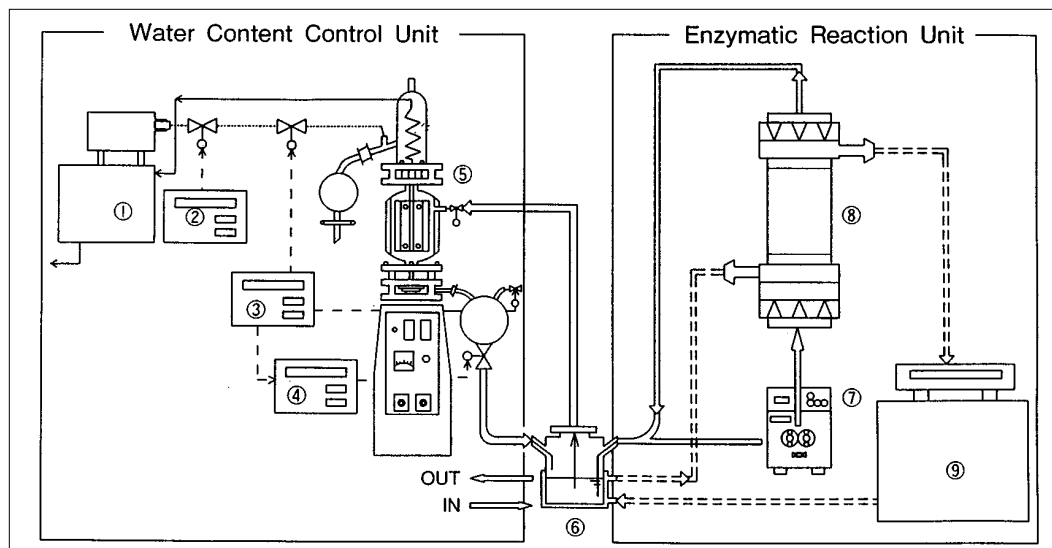 Water Content Control Unit
Enzymatic Reaction Unit
①
②
③
④
⑤
⑥
⑦
⑧
⑨
OUT
IN